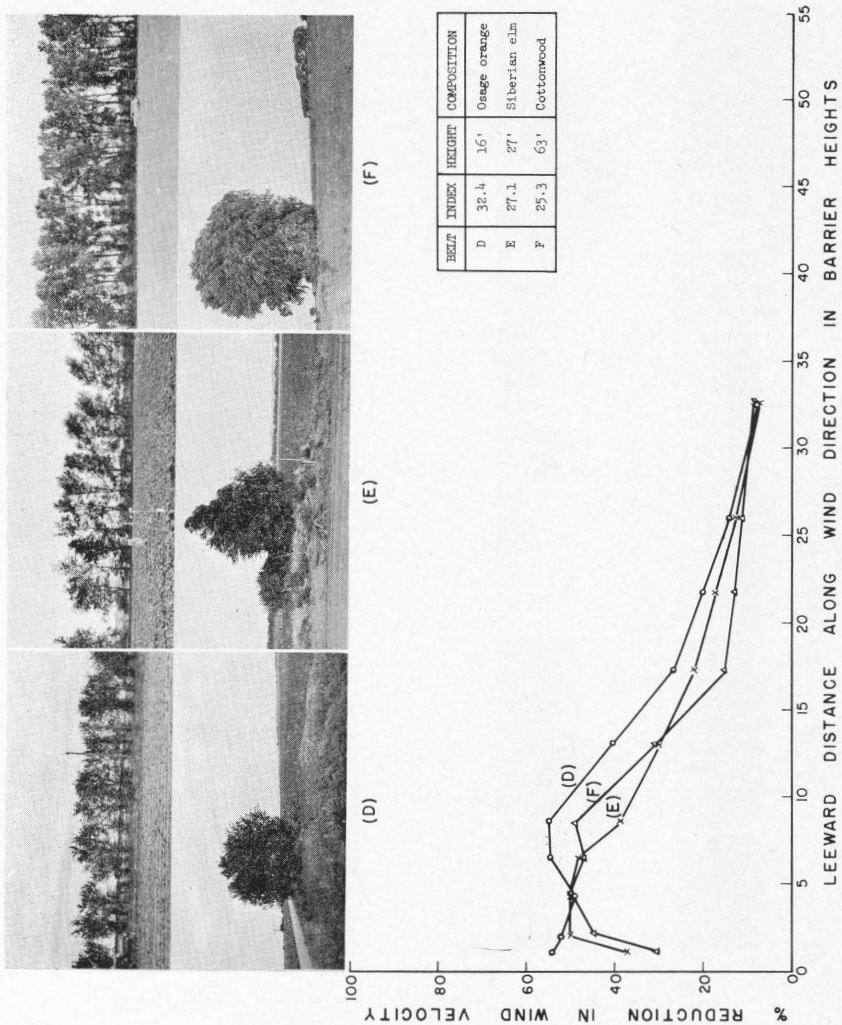 (D)
(E)
(F)
BELT INDEX HEIGHT COMPOSITION
D 32.4 16' Osage orange
E 27.1 27' Siberian elm
F 25.3 63' Cottonwood
% REDUCTION IN WIND VELOCITY
100
80
60
40
20
0
(D)
(F)
(E)
0 5 10 15 20 25 30 35 40 45 50 55
LEEWARD DISTANCE ALONG WIND DIRECTION IN BARRIER HEIGHTS